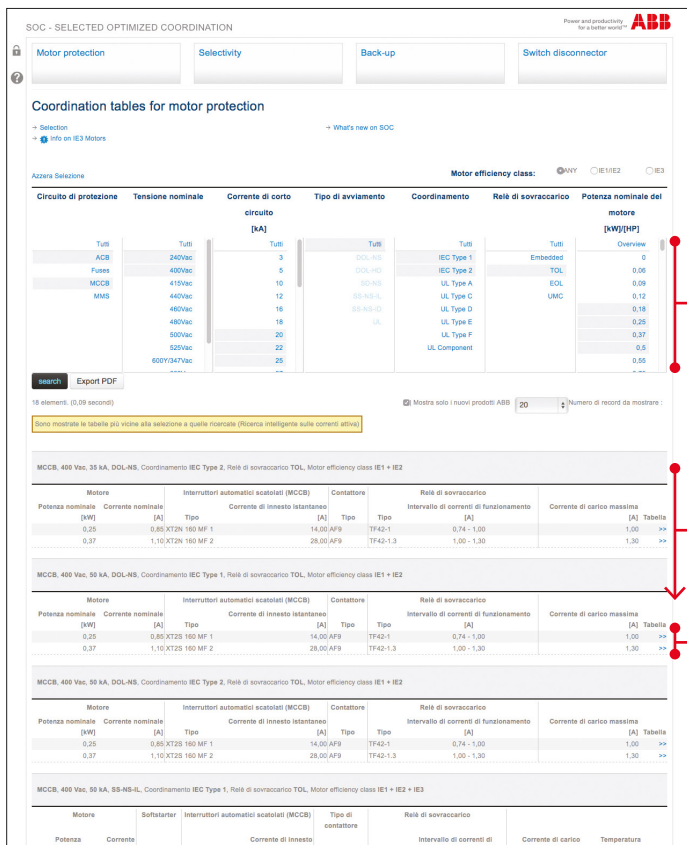 SOC - SELECTED OPTIMIZED COORDINATION
Power and productivity
for a better world™
ABB
Motor protection
Selectivity
Back-up
Switch disconnector
Coordination tables for motor protection
→ Selection
→ What's new on SOC
→ Info on IE3 Motors
Azzera Selezione
Motor efficiency class: ANY IE1/IE2 IE3
Circuito di protezione Tensione nominale Corrente di corto Tipo di avviamento Coordinamento Relè di sovraccarico Potenza nominale del
circuito motore
[kA] [kW]/[HP]
Tutti Tutti Tutti Tutti Tutti Tutti Overview
ACB 240Vac 3 DOL-NS IEC Type 1 Embedded 0
Fuses 400Vac 5 DOL-HD IEC Type 2 TOL 0,06
MCCB 415Vac 10 SD-NS UL Type A EOL 0,09
MMS 440Vac 12 SS-NS-IL UL Type C UMC 0,12
460Vac 16 SS-NS-ID UL Type D 0,18
480Vac 18 UL UL Type E 0,25
500Vac 20 UL Type F 0,37
525Vac 22 UL Component 0,5
600Y/347Vac 25 0,55
search Export PDF
18 elementi. (0,09 secondi)
Mostra solo i nuovi prodotti ABB 20 Numero di record da mostrare :
Sono mostrate le tabelle più vicine alla selezione a quelle ricercate (Ricerca intelligente sulle correnti attiva)
MCCB, 400 Vac, 35 kA, DOL-NS, Coordinamento IEC Type 2, Relè di sovraccarico TOL, Motor efficiency class IE1 + IE2
Motore Interruttori automatici scatolati (MCCB) Contattore Relè di sovraccarico
Potenza nominale Corrente nominale Corrente di innesto istantaneo Intervallo di correnti di funzionamento Corrente di carico massima
[kW] [A] Tipo [A] Tipo Tipo [A] [A] Tabella
0,25 0,85 XT2N 160 MF 1 14,00 AF9 TF42-1 0,74 - 1,00 1,00 >>
0,37 1,10 XT2N 160 MF 2 28,00 AF9 TF42-1.3 1,00 - 1,30 1,30 >>
MCCB, 400 Vac, 50 kA, DOL-NS, Coordinamento IEC Type 1, Relè di sovraccarico TOL, Motor efficiency class IE1 + IE2
Motore Interruttori automatici scatolati (MCCB) Contattore Relè di sovraccarico
Potenza nominale Corrente nominale Corrente di innesto istantaneo Intervallo di correnti di funzionamento Corrente di carico massima
[kW] [A] Tipo [A] Tipo Tipo [A] [A] Tabella
0,25 0,85 XT2S 160 MF 1 14,00 AF9 TF42-1 0,74 - 1,00 1,00 >>
0,37 1,10 XT2S 160 MF 2 28,00 AF9 TF42-1.3 1,00 - 1,30 1,30 >>
MCCB, 400 Vac, 50 kA, DOL-NS, Coordinamento IEC Type 2, Relè di sovraccarico TOL, Motor efficiency class IE1 + IE2
Motore Interruttori automatici scatolati (MCCB) Contattore Relè di sovraccarico
Potenza nominale Corrente nominale Corrente di innesto istantaneo Intervallo di correnti di funzionamento Corrente di carico massima
[kW] [A] Tipo [A] Tipo Tipo [A] [A] Tabella
0,25 0,85 XT2S 160 MF 1 14,00 AF9 TF42-1 0,74 - 1,00 1,00 >>
0,37 1,10 XT2S 160 MF 2 28,00 AF9 TF42-1.3 1,00 - 1,30 1,30 >>
MCCB, 400 Vac, 50 kA, SS-NS-IL, Coordinamento IEC Type 1, Relè di sovraccarico TOL, Motor efficiency class IE1 + IE2 + IE3
Motore Softstarter Interruttori automatici scatolati (MCCB) Tipo di Relè di sovraccarico
contattore
Potenza Corrente Corrente di innesto Intervallo di correnti di Corrente di carico Temperatura